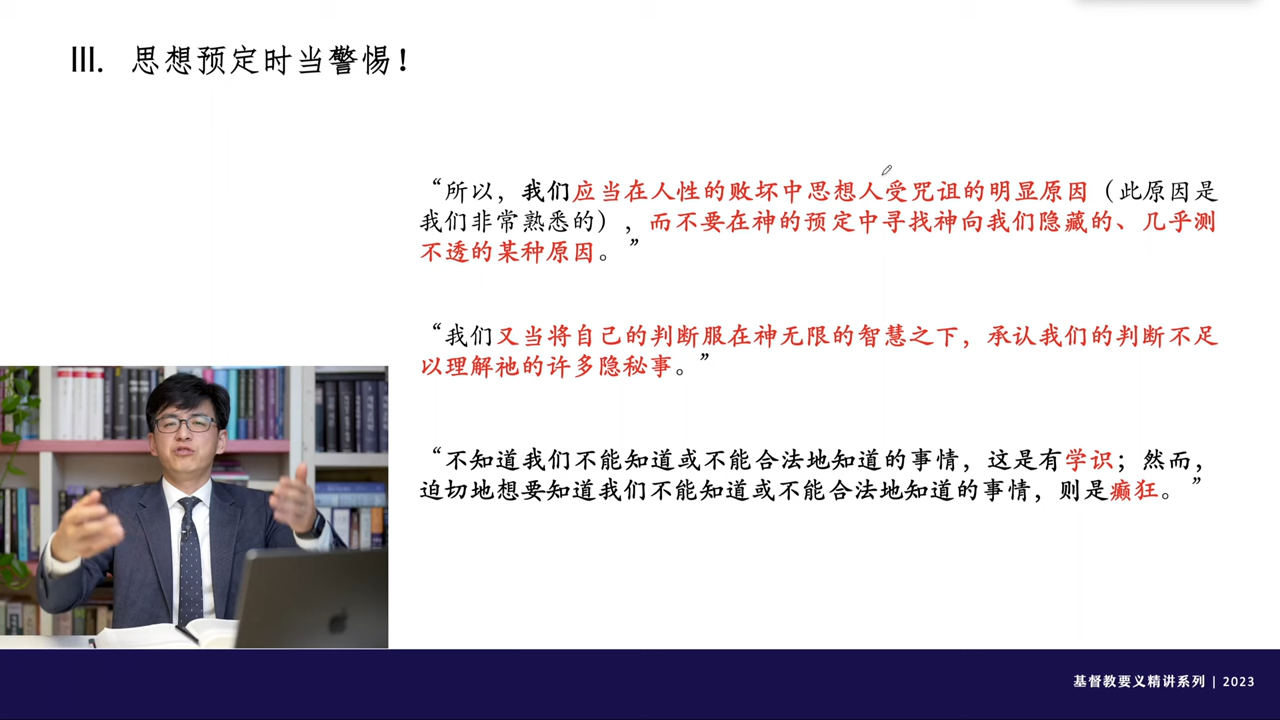 III. 思想预定时当警惕！
“所以，我们应当在人性的败坏中思想人受咒诅的明显原因（此原因是
我们非常熟悉的），而不要在神的预定中寻找神向我们隐藏的、几乎测
不透的某种原因。”
“我们又当将自己的判断服在神无限的智慧之下，承认我们的判断不足
以理解祂的许多隐秘事。”
“不知道我们不能知道或不能合法地知道的事情，这是有学识；然而，
迫切地想要知道我们不能知道或不能合法地知道的事情，则是癫狂。”
基督教要义精讲系列 | 2023